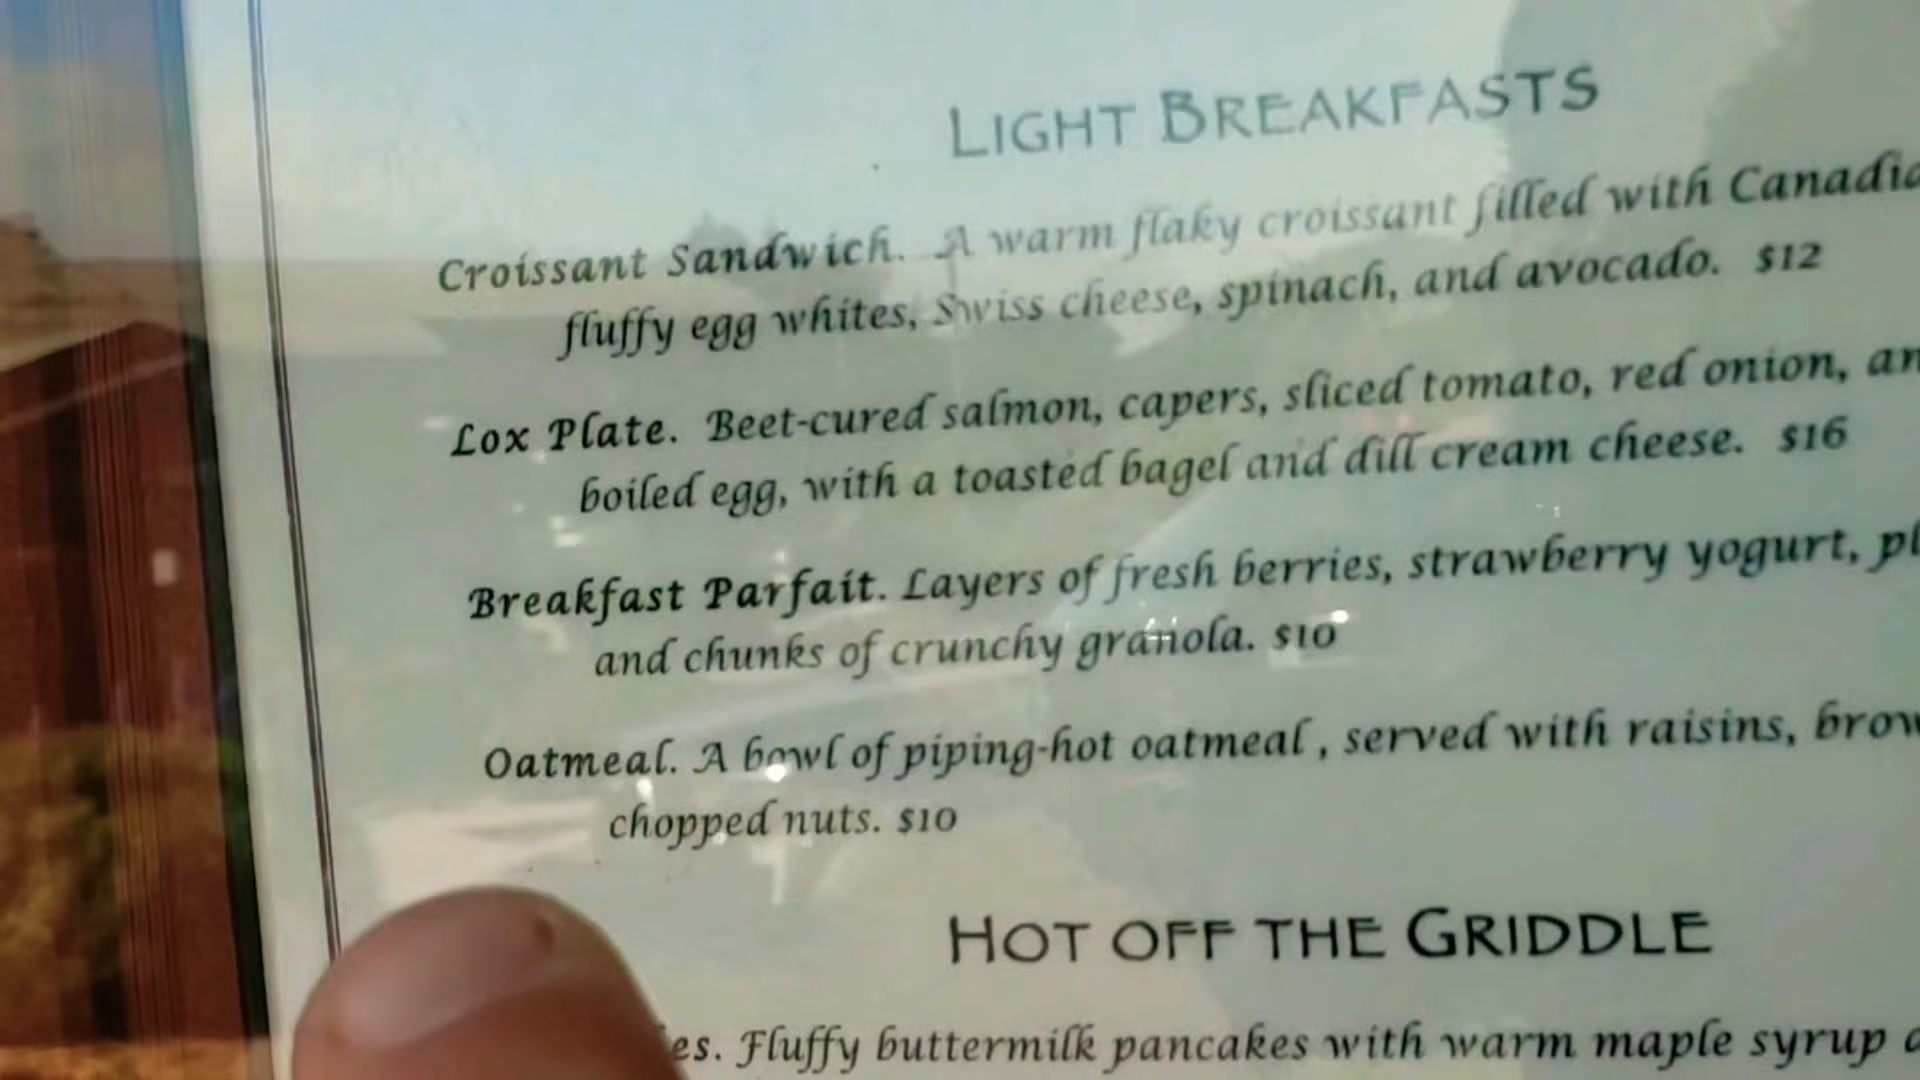 LIGHT BREAKFASTS
Croissant Sandwich. A warm flaky croissant filled with
fluffy egg whites, Swiss cheese, spinach, and avocado. $12
Lox Plate. Beet-cured salmon, capers, sliced tomato, red onion,
boiled egg, with a toasted bagel and dill cream cheese. $16
Breakfast Parfait. Layers of fresh berries, strawberry yogurt,
and chunks of crunchy granola. $10
Oatmeal. A bowl of piping-hot oatmeal, served with raisins,
chopped nuts. $10
HOT OFF THE GRIDDLE
Fluffy buttermilk pancakes with warm maple syrup